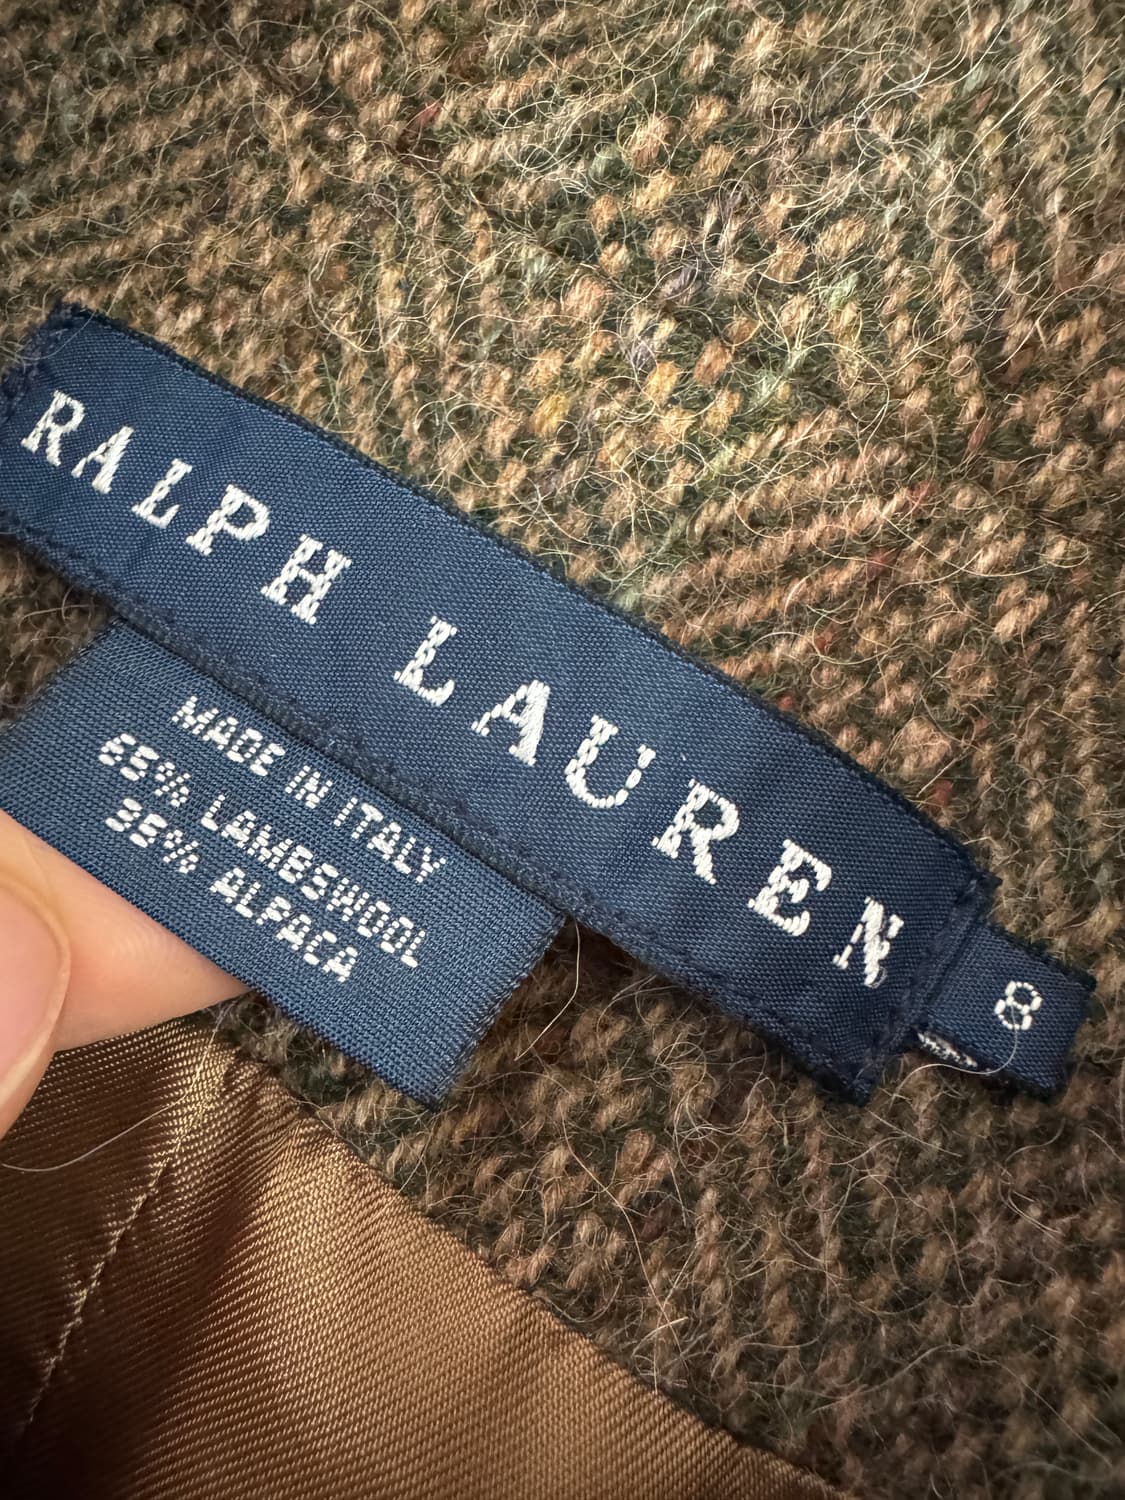 RALPH LAUREN
8
MADE IN ITALY
65% LAMBSWOOL
35% ALPACA